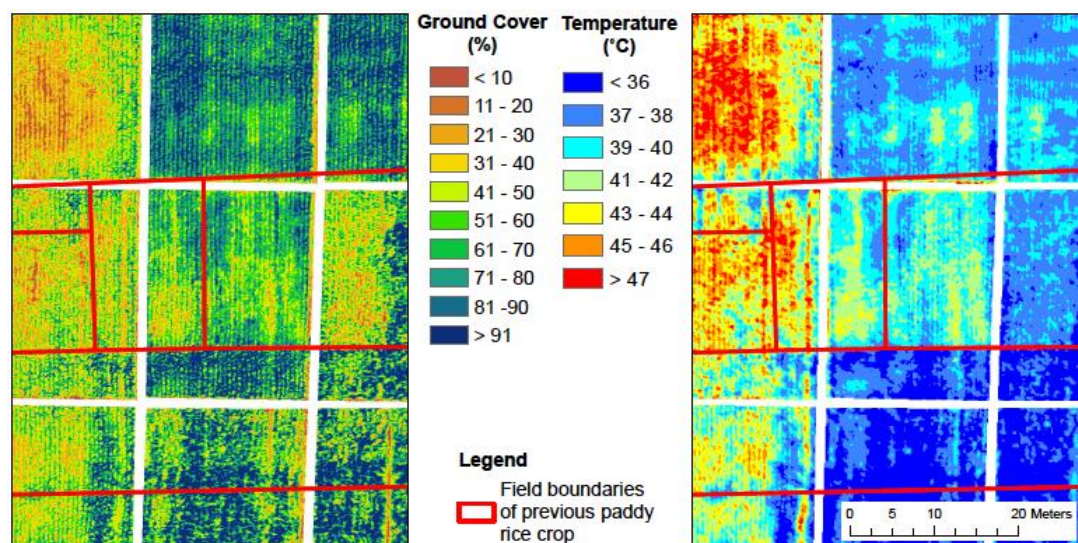 Ground Cover
(%)
< 10
11 - 20
21 - 30
31 - 40
41 - 50
51 - 60
61 - 70
71 - 80
81 -90
> 91
Temperature
(°C)
< 36
37 - 38
39 - 40
41 - 42
43 - 44
45 - 46
> 47
Legend
Field boundaries
of previous paddy
rice crop
0 5 10 20 Meters